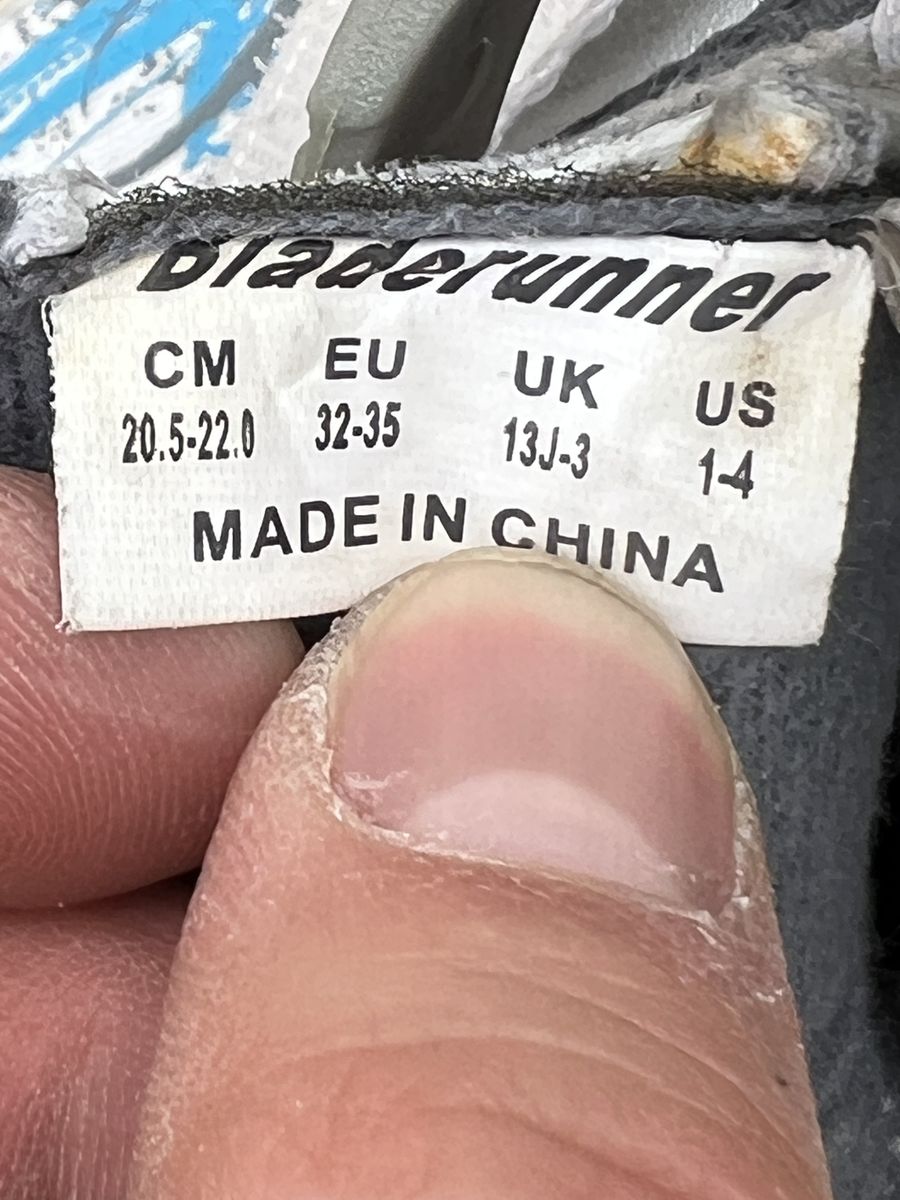 Bladerunner
CM EU UK US
20.5-22.0 32-35 13J-3 1-4
MADE IN CHINA